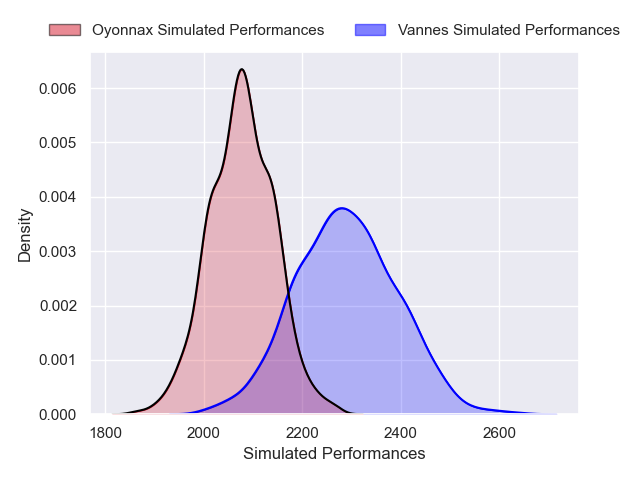 Oyonnax Simulated Performances Vannes Simulated Performances
0.006
0.005
0.004
0.003
0.002
0.001
0.000
Density
1800 2000 2200 2400 2600
Simulated Performances